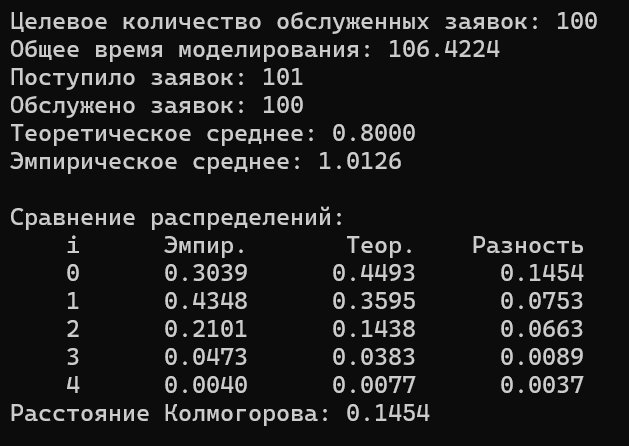 Целевое количество обслуженных заявок: 100
Общее время моделирования: 106.4224
Поступило заявок: 101
Обслужено заявок: 100
Теоретическое среднее: 0.8000
Эмпирическое среднее: 1.0126
Сравнение распределений:
i Эмпир. Теор. Разность
0 0.3039 0.4493 0.1454
1 0.4348 0.3595 0.0753
2 0.2101 0.1438 0.0663
3 0.0473 0.0383 0.0089
4 0.0040 0.0077 0.0037
Расстояние Колмогорова: 0.1454